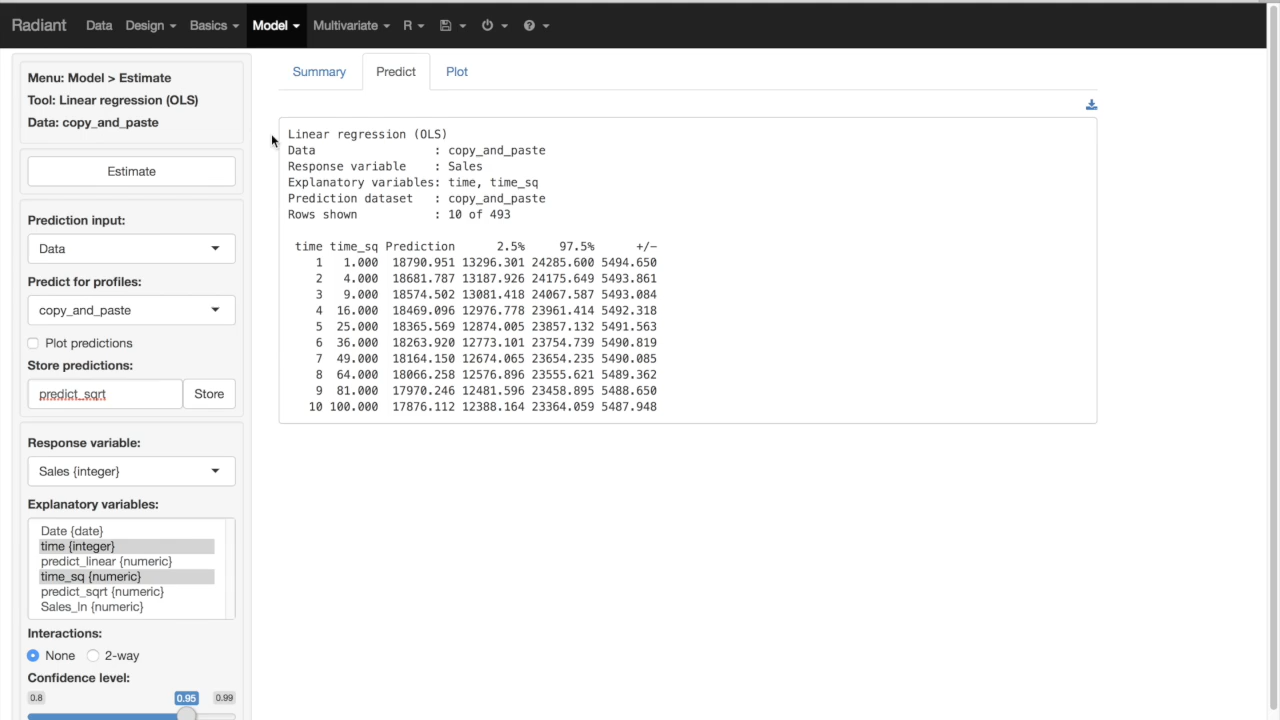 Radiant Data Design Basics Model Multivariate R
Menu: Model > Estimate
Tool: Linear regression (OLS)
Data: copy_and_paste
Estimate
Prediction input:
Data
Predict for profiles:
copy_and_paste
Plot predictions
Store predictions:
predict_sqrt Store
Response variable:
Sales {integer}
Explanatory variables:
Date {date}
time {integer}
predict_linear {numeric}
time_sq {numeric}
predict_sqrt {numeric}
Sales_ln {numeric}
Interactions:
None 2-way
Confidence level:
0.8 0.95 0.99
Summary Predict Plot
Linear regression (OLS)
Data : copy_and_paste
Response variable : Sales
Explanatory variables: time, time_sq
Prediction dataset : copy_and_paste
Rows shown : 10 of 493
time time_sq Prediction 2.5% 97.5% +/-
1 1.000 18790.951 13296.301 24285.600 5494.650
2 4.000 18681.787 13187.926 24175.649 5493.861
3 9.000 18574.502 13081.418 24067.587 5493.084
4 16.000 18469.096 12976.778 23961.414 5492.318
5 25.000 18365.569 12874.005 23857.132 5491.563
6 36.000 18263.920 12773.101 23754.739 5490.819
7 49.000 18164.150 12674.065 23654.235 5490.085
8 64.000 18066.258 12576.896 23555.621 5489.362
9 81.000 17970.246 12481.596 23458.895 5488.650
10 100.000 17876.112 12388.164 23364.059 5487.948